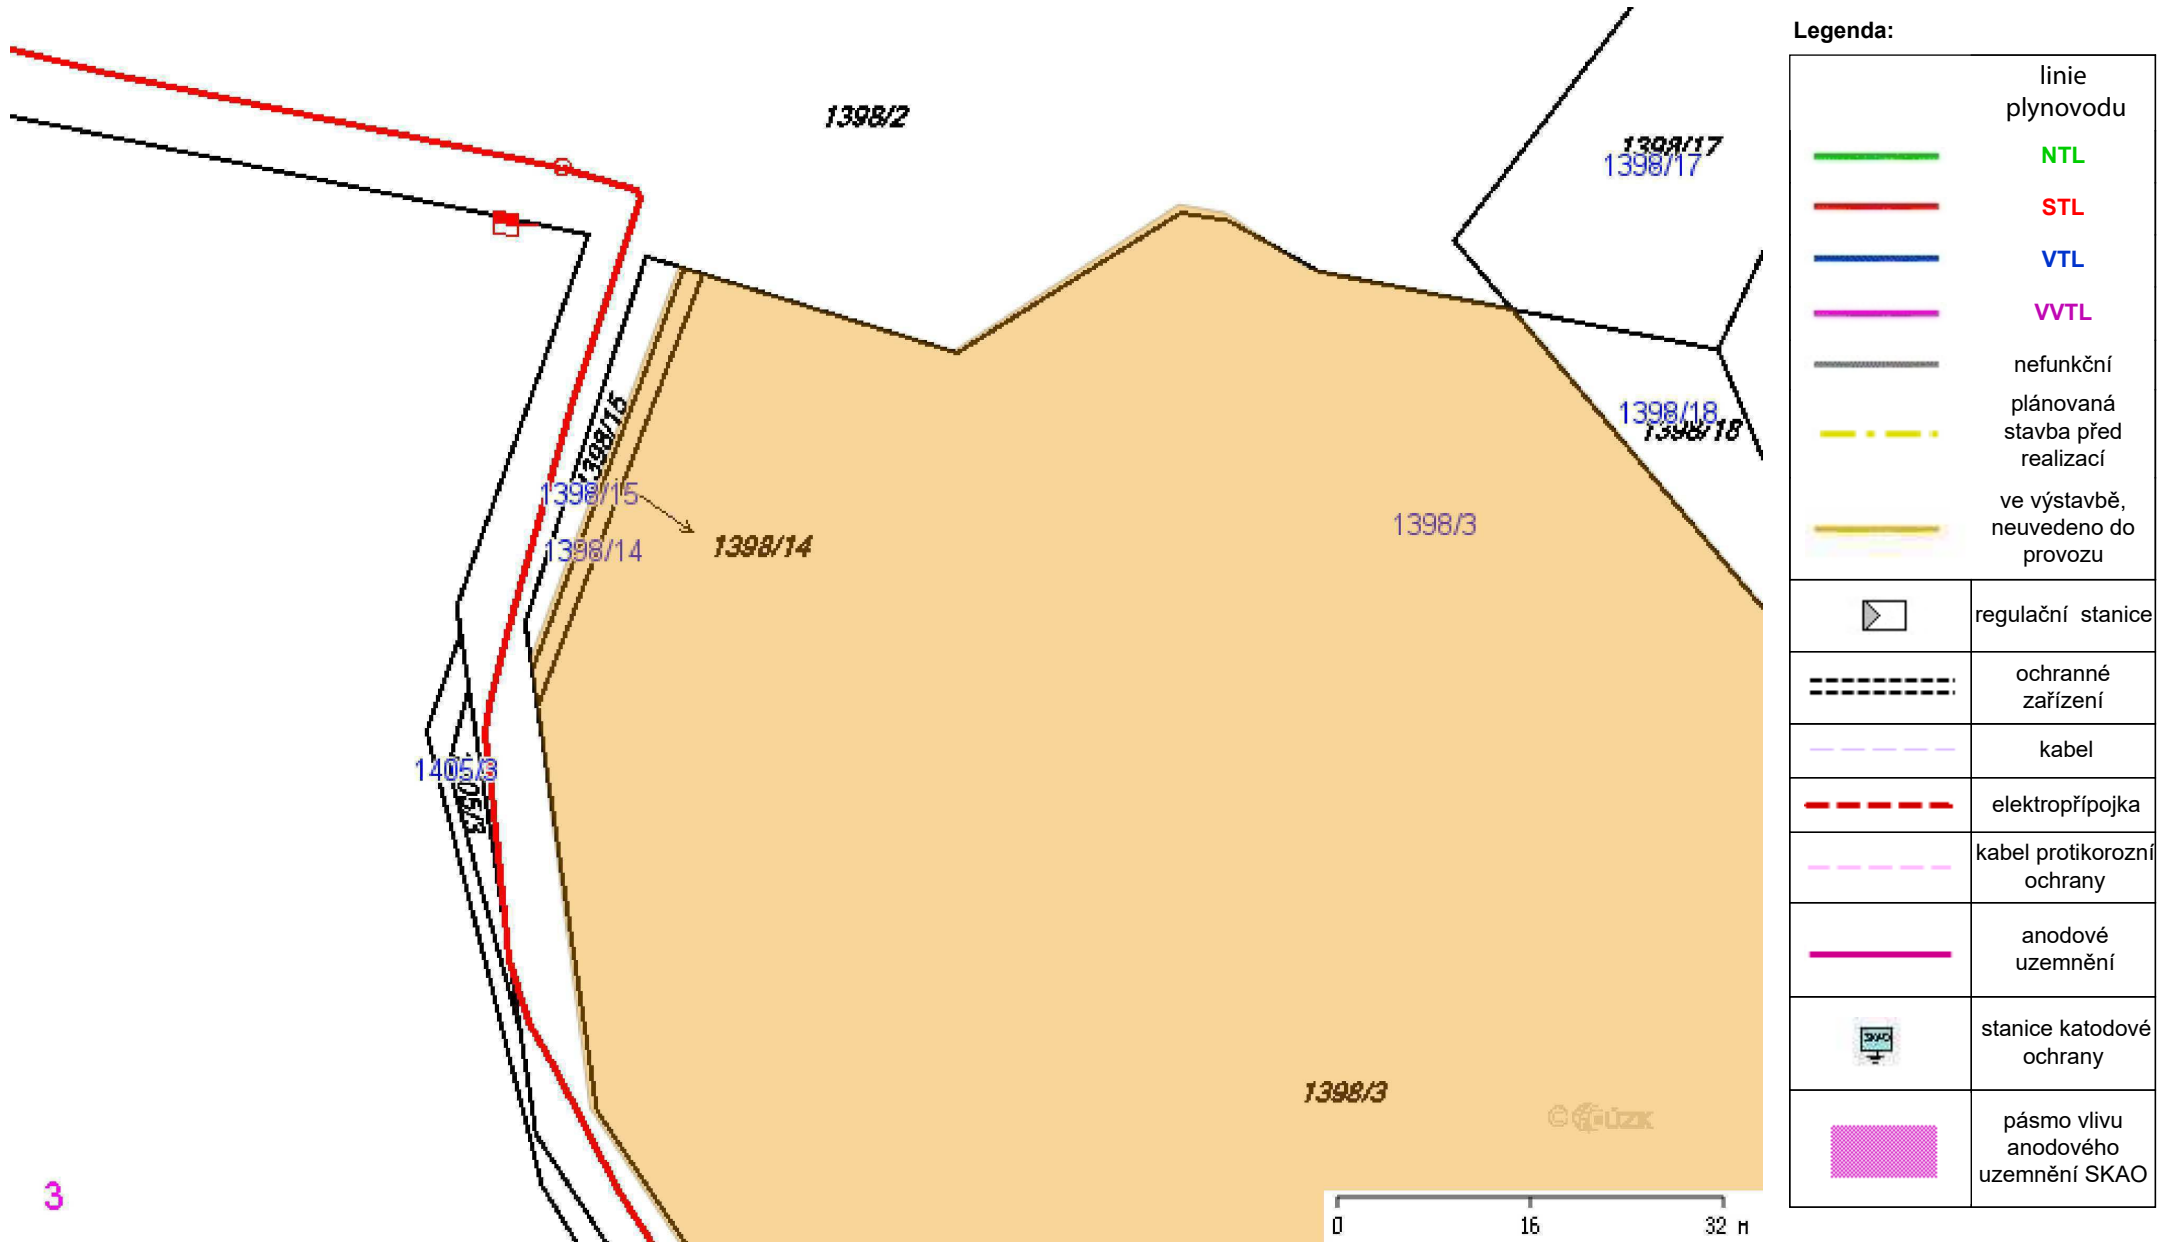 1398/2
1398/17
1398/17
1398/15
1398/18
1398/18
1398/15
1398/14
1398/14
1398/3
1405/3
05/3
1398/3
3
0 16 32 M
Legenda:
linie
plynovodu
NTL
STL
VTL
VVTL
nefunkční
plánovaná
stavba před
realizací
ve výstavbě,
neuvedeno do
provozu
regulační stanice
ochranné
zařízení
kabel
elektropřípojka
kabel protikorozní
ochrany
anodové
uzemnění
SKAO
stanice katodové
ochrany
pásmo vlivu
anodového
uzemnění SKAO